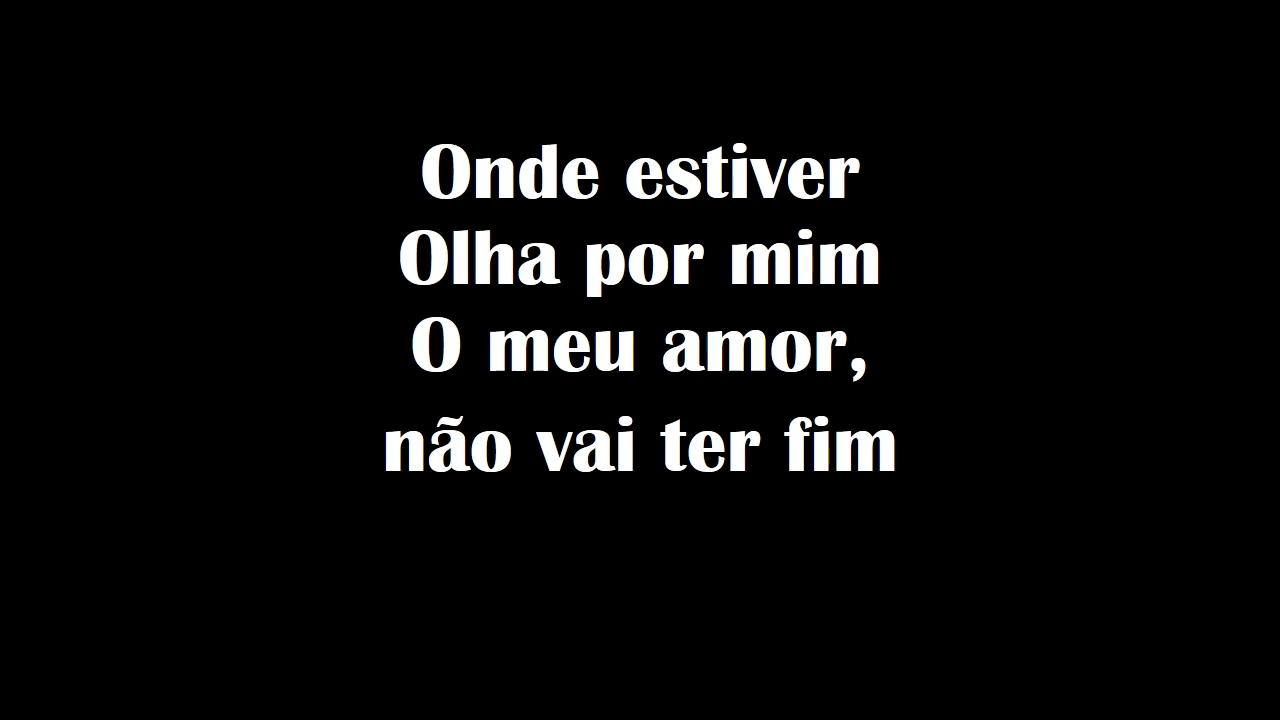 Onde estiver
Olha por mim
O meu amor,
não vai ter fim